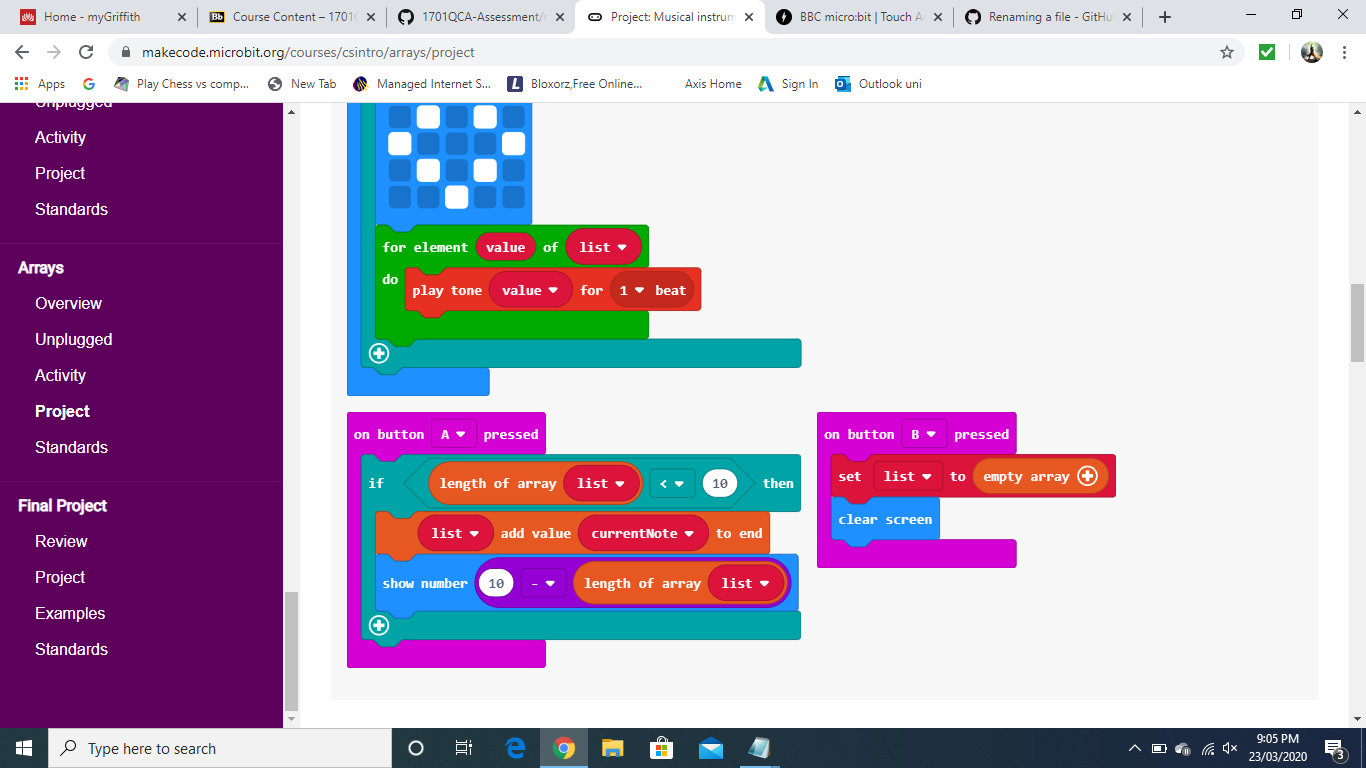 Home - myGriffith
Bb
Course Content – 1701C
1701QCA-Assessment/r
Project: Musical instrum
BBC micro:bit | Touch A
Renaming a file - GitHu
makecode.microbit.org/courses/csintro/arrays/project
Apps
Play Chess vs comp...
New Tab
Managed Internet S...
L
Bloxorz,Free Online...
Axis Home
Sign In
Outlook uni
Unplugged
Activity
Project
Standards
Arrays
Overview
Unplugged
Activity
Project
Standards
Final Project
Review
Project
Examples
Standards
for element value of list
do
play tone value for 1 beat
on button A pressed
if length of array list < 10 then
list add value currentNote to end
show number 10 - length of array list
on button B pressed
set list to empty array
clear screen
Type here to search
9:05 PM
23/03/2020
3